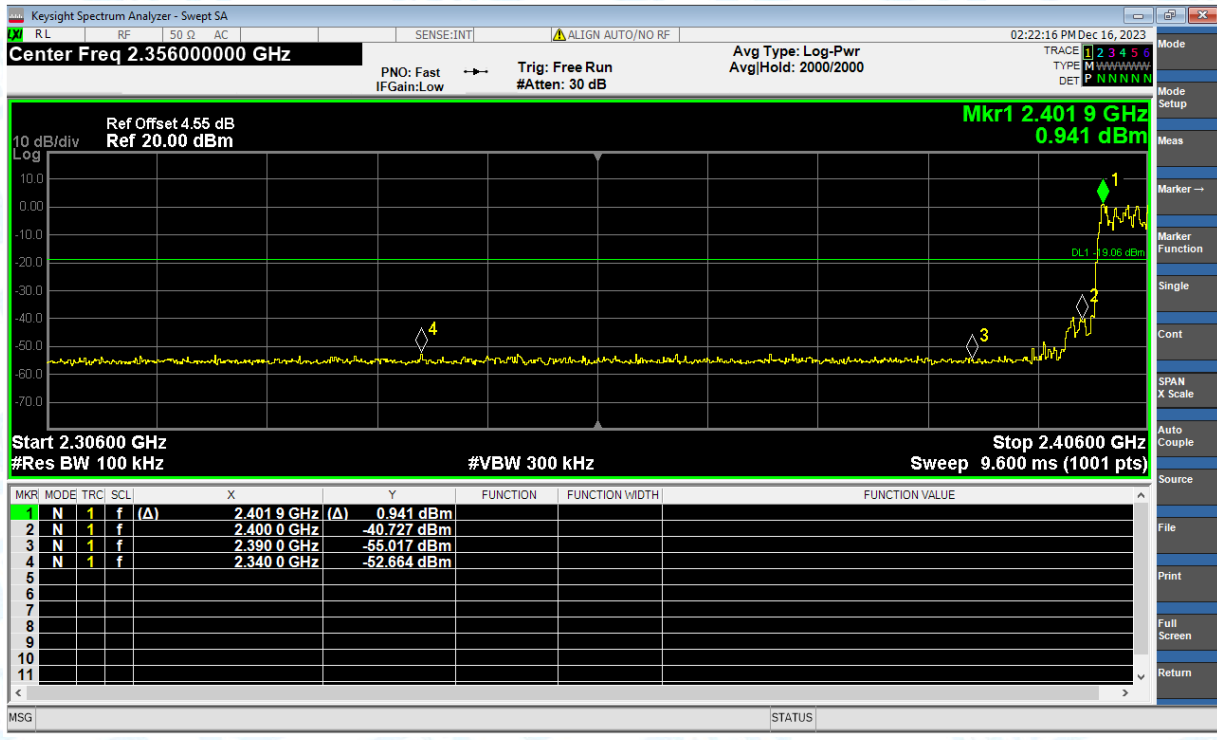 Keysight Spectrum Analyzer - Swept SA
LXI RL RF 50 Ω AC SENSE:INT ALIGN AUTO/NO RF 02:22:16 PM Dec 16, 2023
Center Freq 2.356000000 GHz
PNO: Fast
IFGain:Low
Trig: Free Run
#Atten: 30 dB
Avg Type: Log-Pwr
Avg|Hold: 2000/2000
TRACE 1 2 3 4 5 6
TYPE M WWWWW
DET P N N N N N
Mkr1 2.401 9 GHz
0.941 dBm
Ref Offset 4.55 dB
10 dB/div Ref 20.00 dBm
Log
10.0
0.00
-10.0
-20.0
-30.0
-40.0
-50.0
-60.0
-70.0
1
DL1 -19.06 dBm
2
3
4
Start 2.30600 GHz Stop 2.40600 GHz
#Res BW 100 kHz #VBW 300 kHz Sweep 9.600 ms (1001 pts)
MKR MODE TRC SCL X Y FUNCTION FUNCTION WIDTH FUNCTION VALUE
1 N 1 f (Δ) 2.401 9 GHz (Δ) 0.941 dBm
2 N 1 f 2.400 0 GHz -40.727 dBm
3 N 1 f 2.390 0 GHz -55.017 dBm
4 N 1 f 2.340 0 GHz -52.664 dBm
5
6
7
8
9
10
11
MSG STATUS
Mode
Mode
Setup
Meas
Marker →
Marker
Function
Single
Cont
SPAN
X Scale
Auto
Couple
Source
File
Print
Full
Screen
Return